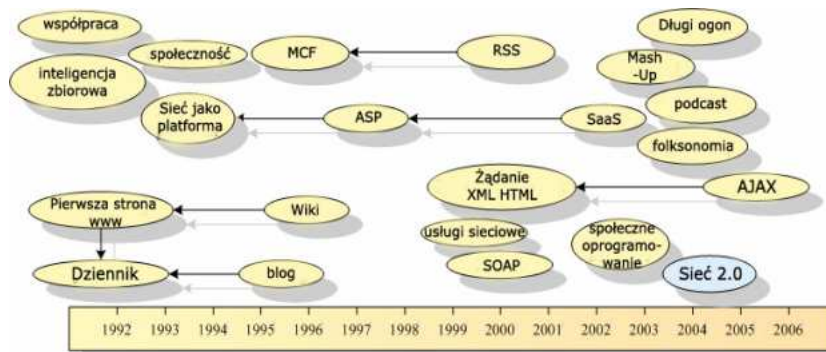 współpraca
społeczność
inteligencja
zbiorowa
MCF
RSS
Długi ogon
Mash
-Up
Sieć jako
platforma
ASP
SaaS
podcast
folksonomia
Pierwsza strona
www
Wiki
Żądanie
XML HTML
AJAX
usługi sieciowe
społeczne
oprogramo-
wanie
Dziennik
blog
SOAP
Sieć 2.0
1992 1993 1994 1995 1996 1997 1998 1999 2000 2001 2002 2003 2004 2005 2006